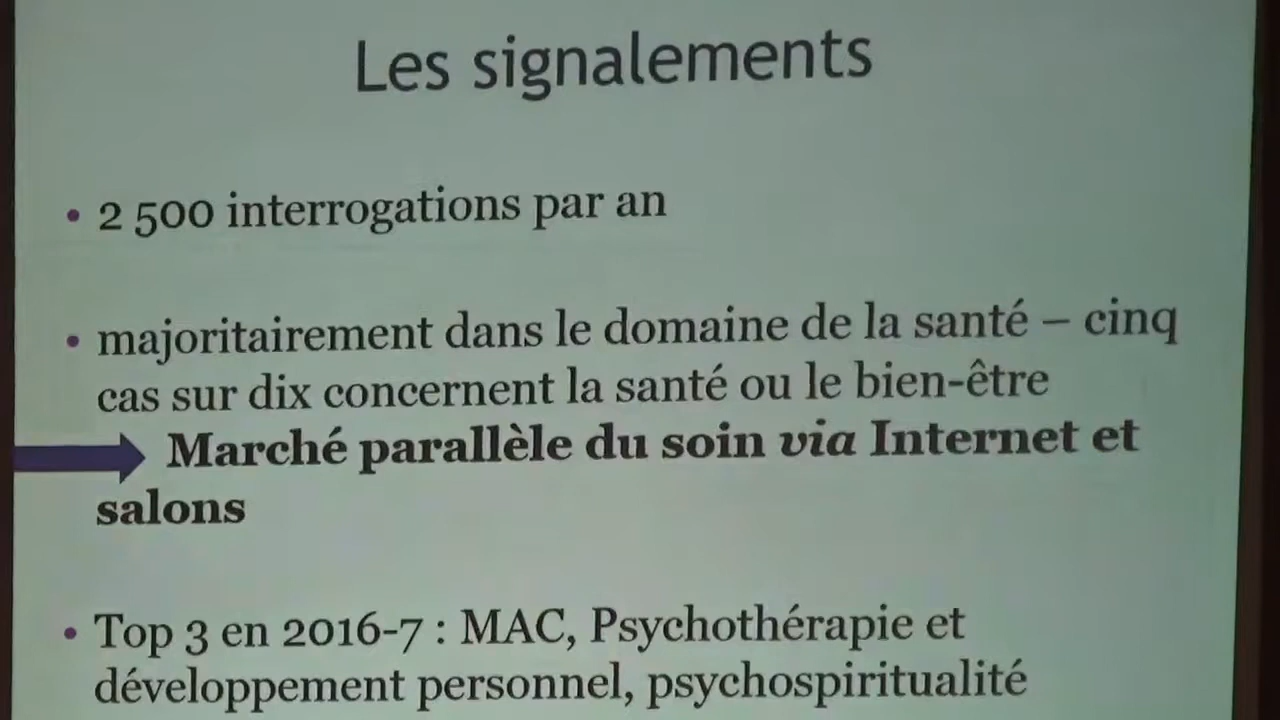 Les signalements
• 2 500 interrogations par an
• majoritairement dans le domaine de la santé – cinq
cas sur dix concernent la santé ou le bien-être
Marché parallèle du soin via Internet et
salons
• Top 3 en 2016-7 : MAC, Psychothérapie et
développement personnel, psychospiritualité